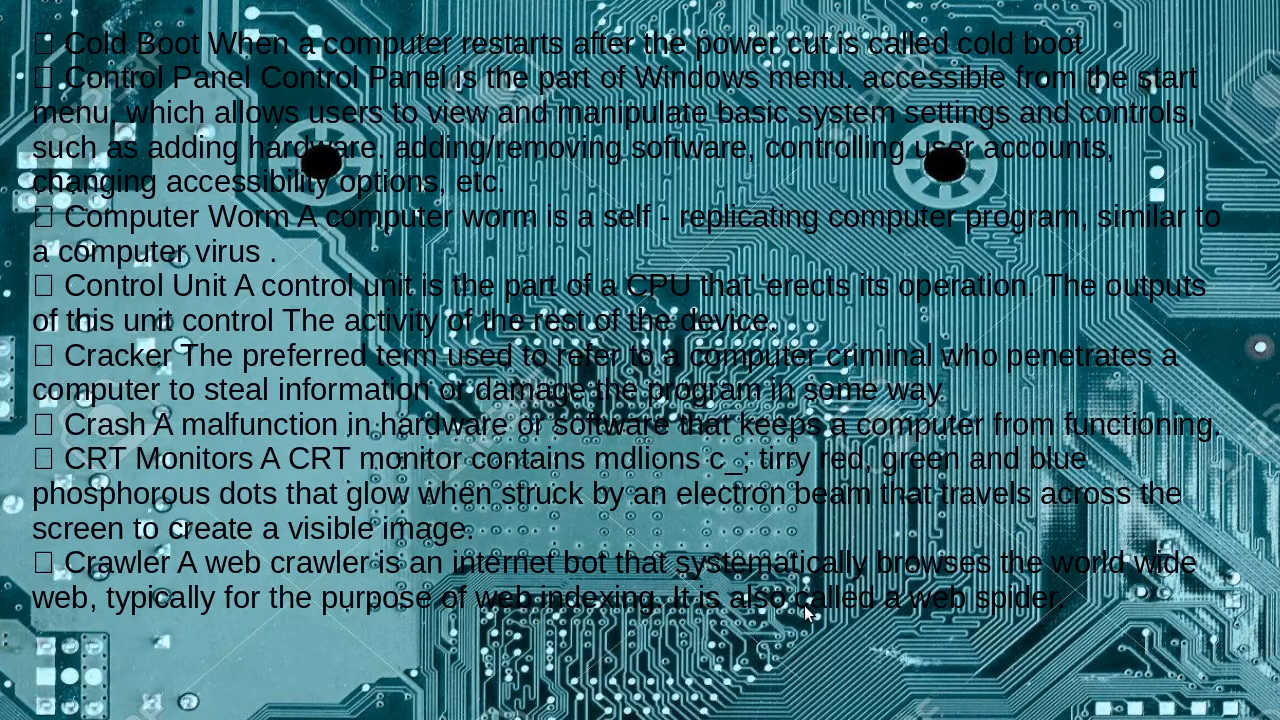 □ Cold Boot When a computer restarts after the power cut is called cold boot
□ Control Panel Control Panel is the part of Windows menu. accessible from the start
menu, which allows users to view and manipulate basic system settings and controls,
such as adding hardware. adding/removing software, controlling user accounts,
changing accessibility options, etc.
□ Computer Worm A computer worm is a self - replicating computer program, similar to
a computer virus .
□ Control Unit A control unit is the part of a CPU that 'erects its operation. The outputs
of this unit control The activity of the rest of the device.
□ Cracker The preferred term used to refer to a computer criminal who penetrates a
computer to steal information or damage the program in some way.
□ Crash A malfunction in hardware or software that keeps a computer from functioning.
□ CRT Monitors A CRT monitor contains mdlions c_; tirry red, green and blue
phosphorous dots that glow when struck by an electron beam that travels across the
screen to create a visible image.
□ Crawler A web crawler is an internet bot that systematically browses the world wide
web, typically for the purpose of web indexing. It is also called a web spider.